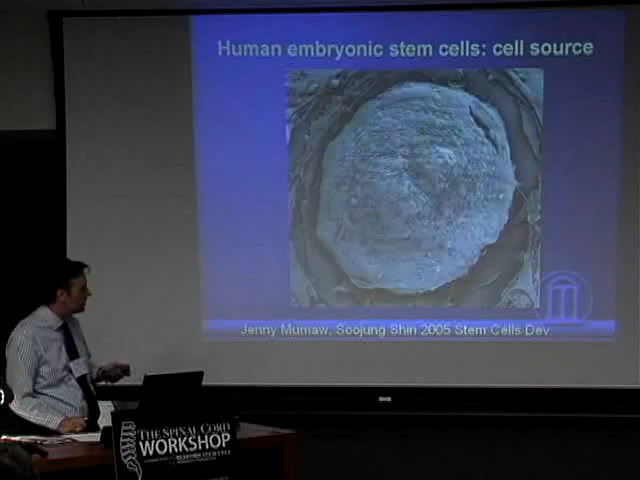 Human embryonic stem cells: cell source
Jenny Mumaw, Soojung Shin 2005 Stem Cells Dev
THE SPINAL CORD
WORKSHOP